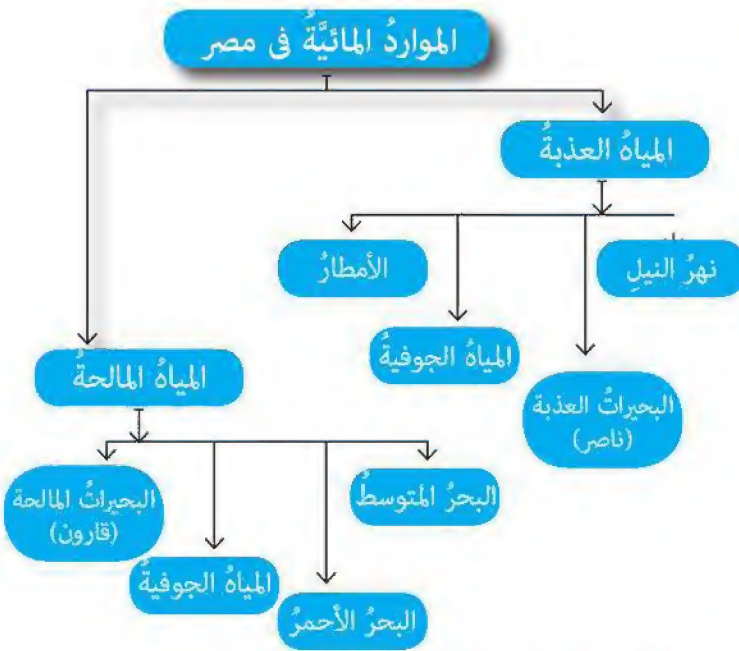 المواردُ المائيَّةُ فى مصر
المياهُ العذبةُ
نهرُ النيلِ
الأمطارُ
المياهُ الجوفيةُ
البحيراتُ العذبة
(ناصر)
المياهُ المالحةُ
البحرُ المتوسطُ
البحيراتُ المالحة
(قارون)
المياهُ الجوفيةُ
البحرُ الأحمرُ